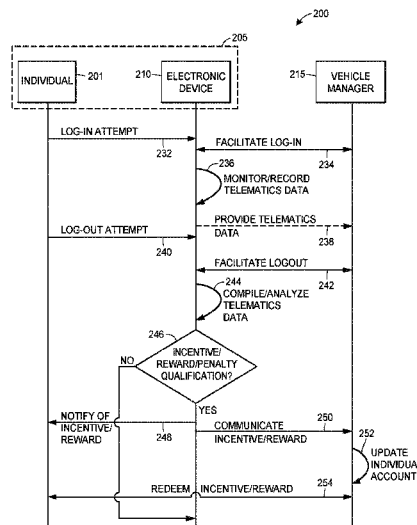 200
205
INDIVIDUAL 201
210 ELECTRONIC
DEVICE
215 VEHICLE
MANAGER
LOG-IN ATTEMPT
232
FACILITATE LOG-IN
234
236
MONITOR/RECORD
TELEMATICS DATA
LOG-OUT ATTEMPT
240
PROVIDE TELEMATICS
DATA 238
FACILITATE LOGOUT
242
244
COMPILE/ANALYZE
TELEMATICS
DATA
246
INCENTIVE/
REWARD/PENALTY
QUALIFICATION?
NO
YES
NOTIFY OF
INCENTIVE/
REWARD
248
COMMUNICATE 250
INCENTIVE/REWARD
252
UPDATE
INDIVIDUAL
ACCOUNT
REDEEM INCENTIVE/REWARD 254